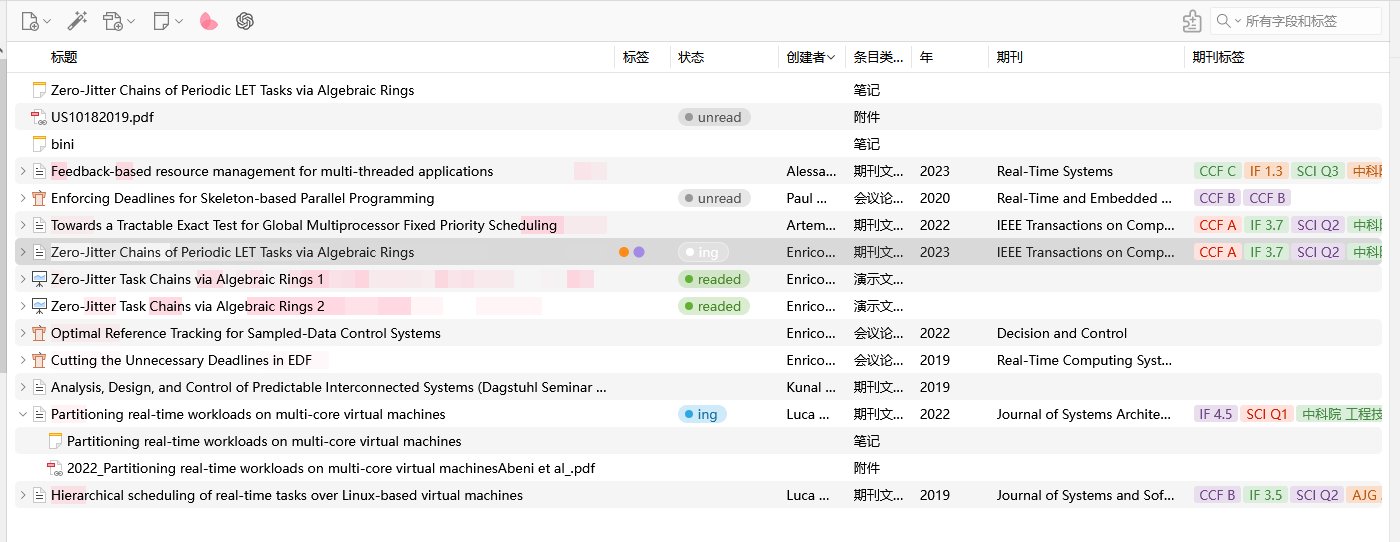 所有字段和标签
标题 标签 状态 创建者 条目类... 年 期刊 期刊标签
Zero-Jitter Chains of Periodic LET Tasks via Algebraic Rings 笔记
US10182019.pdf unread 附件
bini 笔记
Feedback-based resource management for multi-threaded applications Alessa... 期刊文... 2023 Real-Time Systems CCF C IF 1.3 SCI Q3
Enforcing Deadlines for Skeleton-based Parallel Programming unread Paul ... 会议论... 2020 Real-Time and Embedded ... CCF B CCF B
Towards a Tractable Exact Test for Global Multiprocessor Fixed Priority Scheduling Artem... 期刊文... 2022 IEEE Transactions on Comp... CCF A IF 3.7 SCI Q2
Zero-Jitter Chains of Periodic LET Tasks via Algebraic Rings ing Enrico... 期刊文... 2023 IEEE Transactions on Comp... CCF A IF 3.7 SCI Q2
Zero-Jitter Task Chains via Algebraic Rings 1 readed Enrico... 演示文...
Zero-Jitter Task Chains via Algebraic Rings 2 readed Enrico... 演示文...
Optimal Reference Tracking for Sampled-Data Control Systems Enrico... 会议论... 2022 Decision and Control
Cutting the Unnecessary Deadlines in EDF Enrico... 会议论... 2019 Real-Time Computing Syst...
Analysis, Design, and Control of Predictable Interconnected Systems (Dagstuhl Seminar ... Kunal ... 期刊文... 2019
Partitioning real-time workloads on multi-core virtual machines ing Luca ... 期刊文... 2022 Journal of Systems Archite... IF 4.5 SCI Q1 中科院 工程技
Partitioning real-time workloads on multi-core virtual machines 笔记
2022_Partitioning real-time workloads on multi-core virtual machinesAbeni et al_.pdf 附件
Hierarchical scheduling of real-time tasks over Linux-based virtual machines Luca ... 期刊文... 2019 Journal of Systems and Sof... CCF B IF 3.5 SCI Q2 AJG